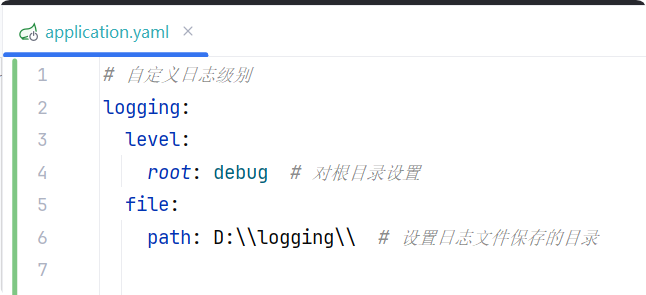 application.yaml ×
1 # 自定义日志级别
2 logging:
3   level:
4     root: debug  # 对根目录设置
5   file:
6     path: D:\\logging\\  # 设置日志文件保存的目录
7